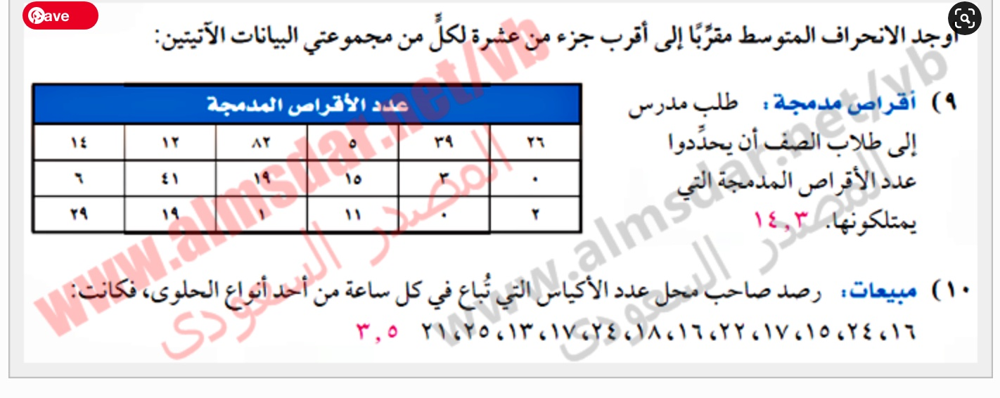 Save
أوجد الانحراف المتوسط مقرَّبًا إلى أقرب جزء من عشرة لكلٍّ من مجموعتي البيانات الآتيتين:
٩) أقراص مدمجة: طلب مدرس
إلى طلاب الصف أن يحدِّدوا
عدد الأقراص المدمجة التي
يمتلكونها. ١٤,٣
عدد الأقراص المدمجة
٢٦ ٣٩ ٥ ٨٢ ١٢ ١٤
٠ ٣ ١٥ ١٩ ٤١ ٦
٢ ٠ ١١ ١ ١٩ ٢٩
١٠) مبيعات: رصد صاحب محل عدد الأكياس التي تُباع في كل ساعة من أحد أنواع الحلوى، فكانت:
١٦، ٢٤، ١٥، ١٧، ٢٢، ١٦، ١٨، ٢٤، ١٧، ١٣، ٢٥، ٢١ ٣,٥
www.almsdar.net/vb
المصدر السعودى
www.almsdar.net/vb
المصدر السعودى